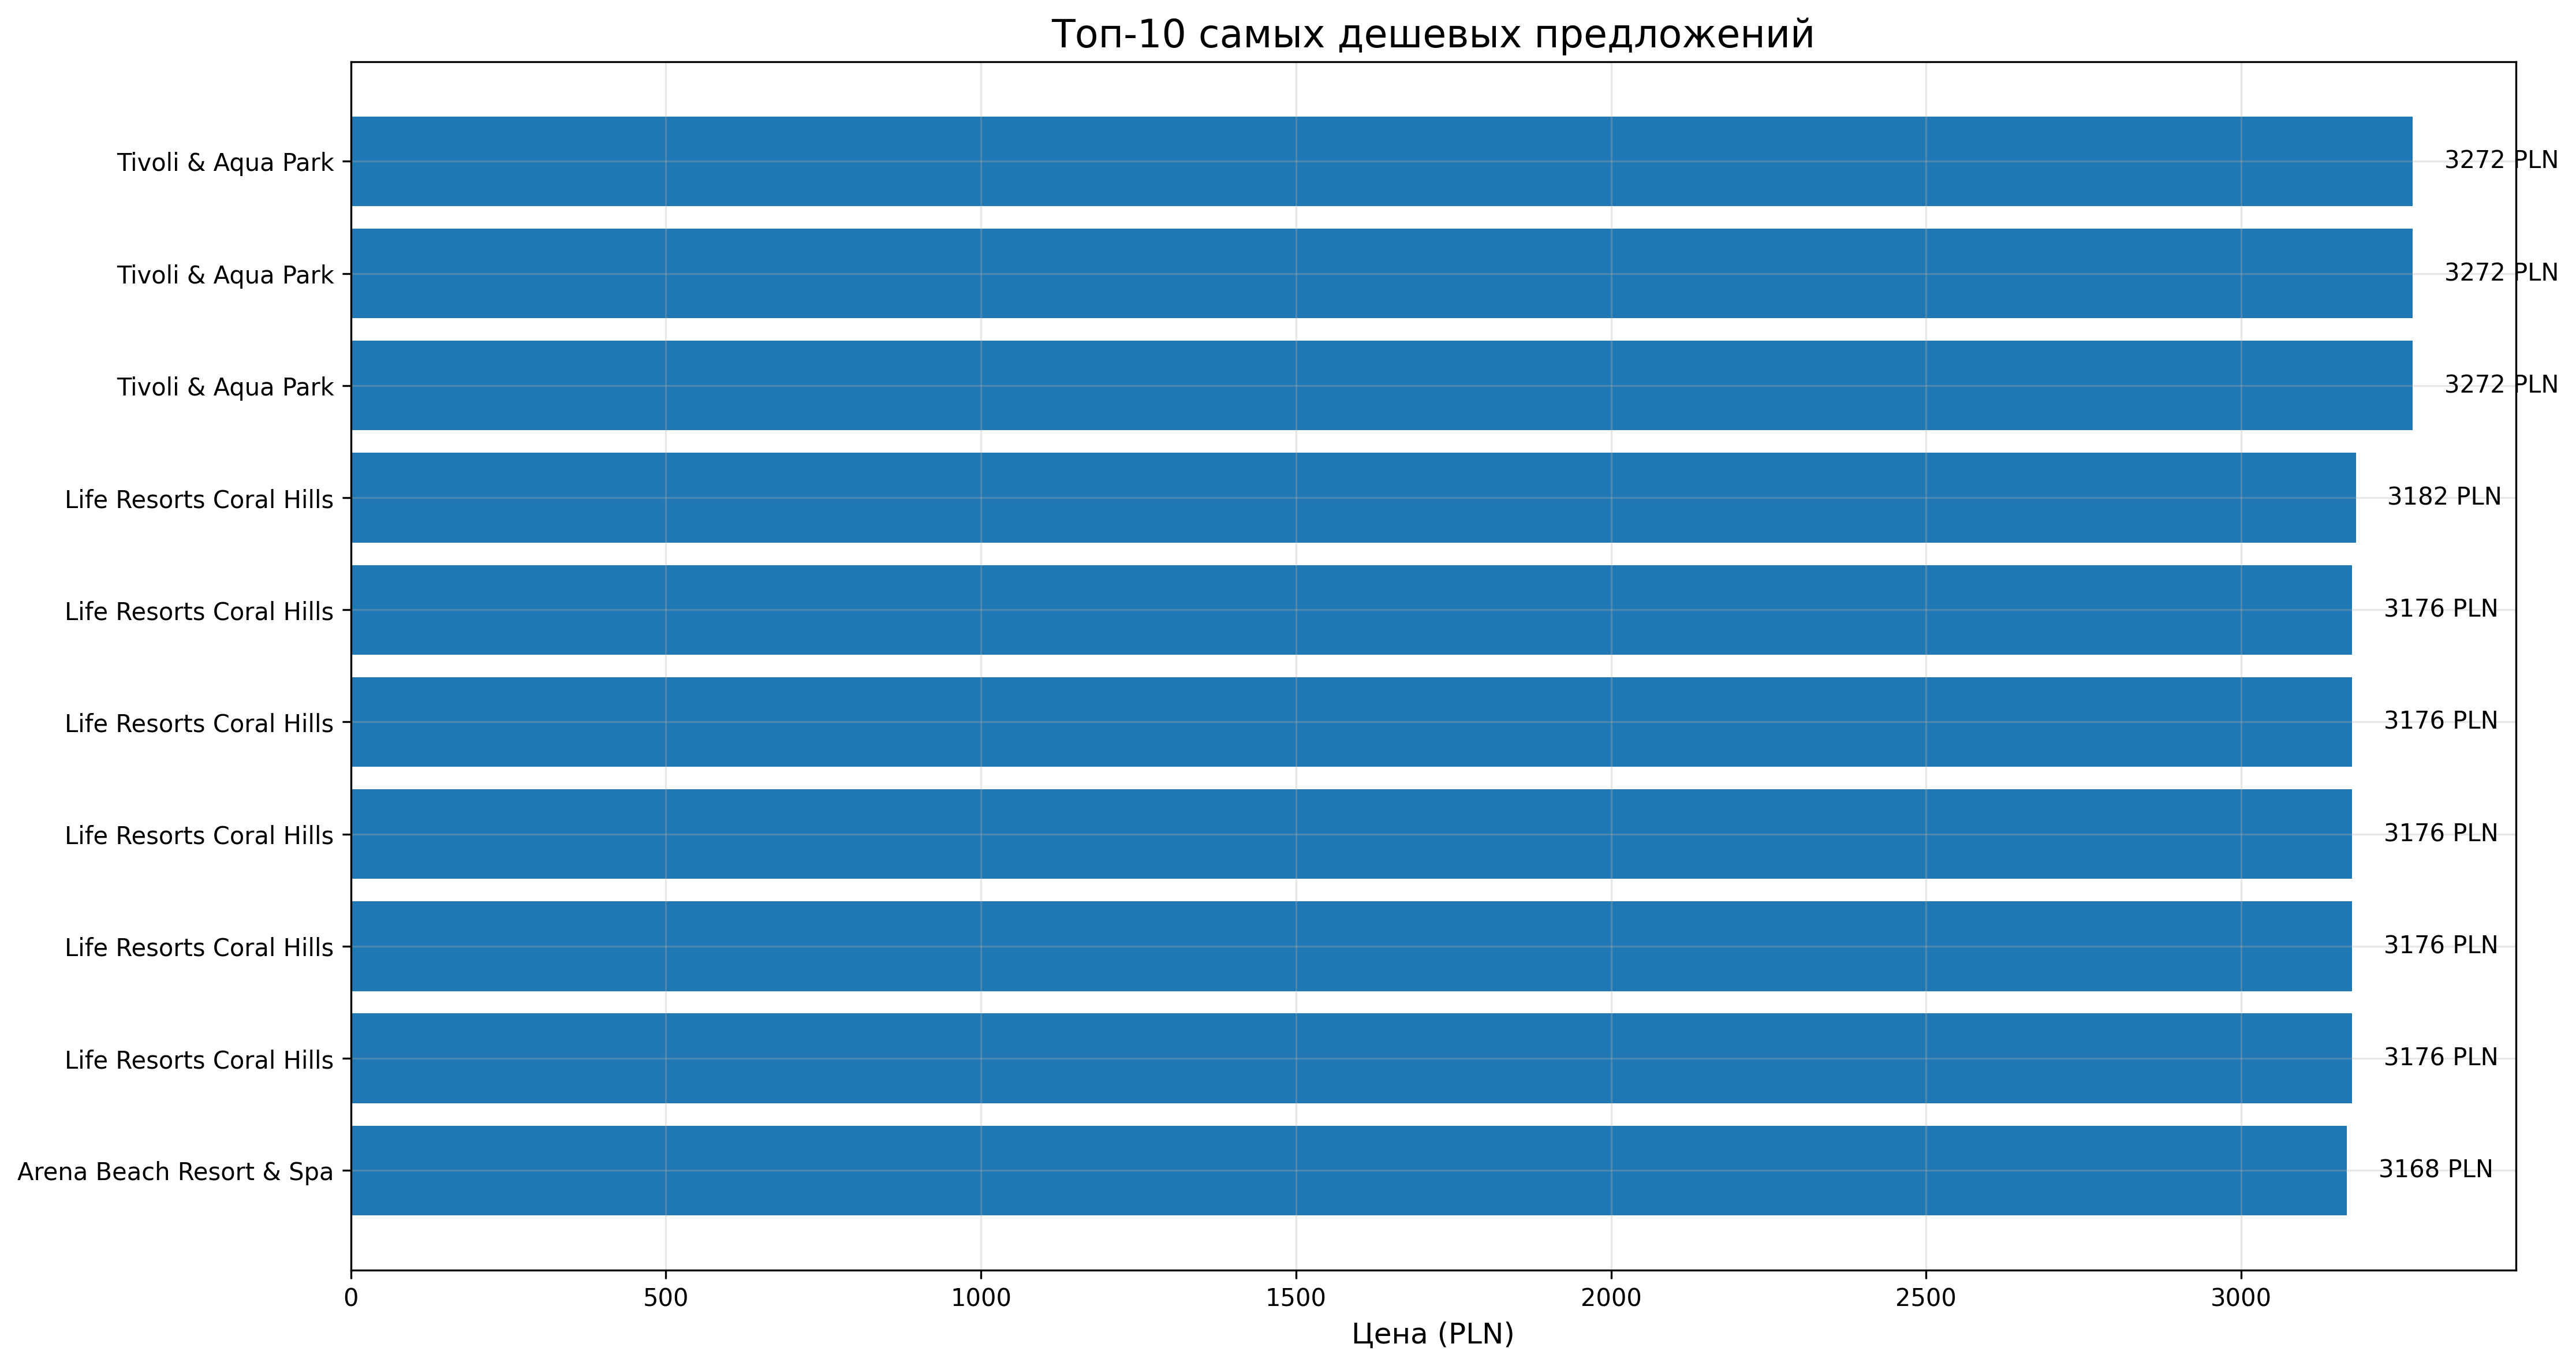 Топ-10 самых дешевых предложений
Tivoli & Aqua Park 3272 PLN
Tivoli & Aqua Park 3272 PLN
Tivoli & Aqua Park 3272 PLN
Life Resorts Coral Hills 3182 PLN
Life Resorts Coral Hills 3176 PLN
Life Resorts Coral Hills 3176 PLN
Life Resorts Coral Hills 3176 PLN
Life Resorts Coral Hills 3176 PLN
Life Resorts Coral Hills 3176 PLN
Arena Beach Resort & Spa 3168 PLN
0 500 1000 1500 2000 2500 3000
Цена (PLN)